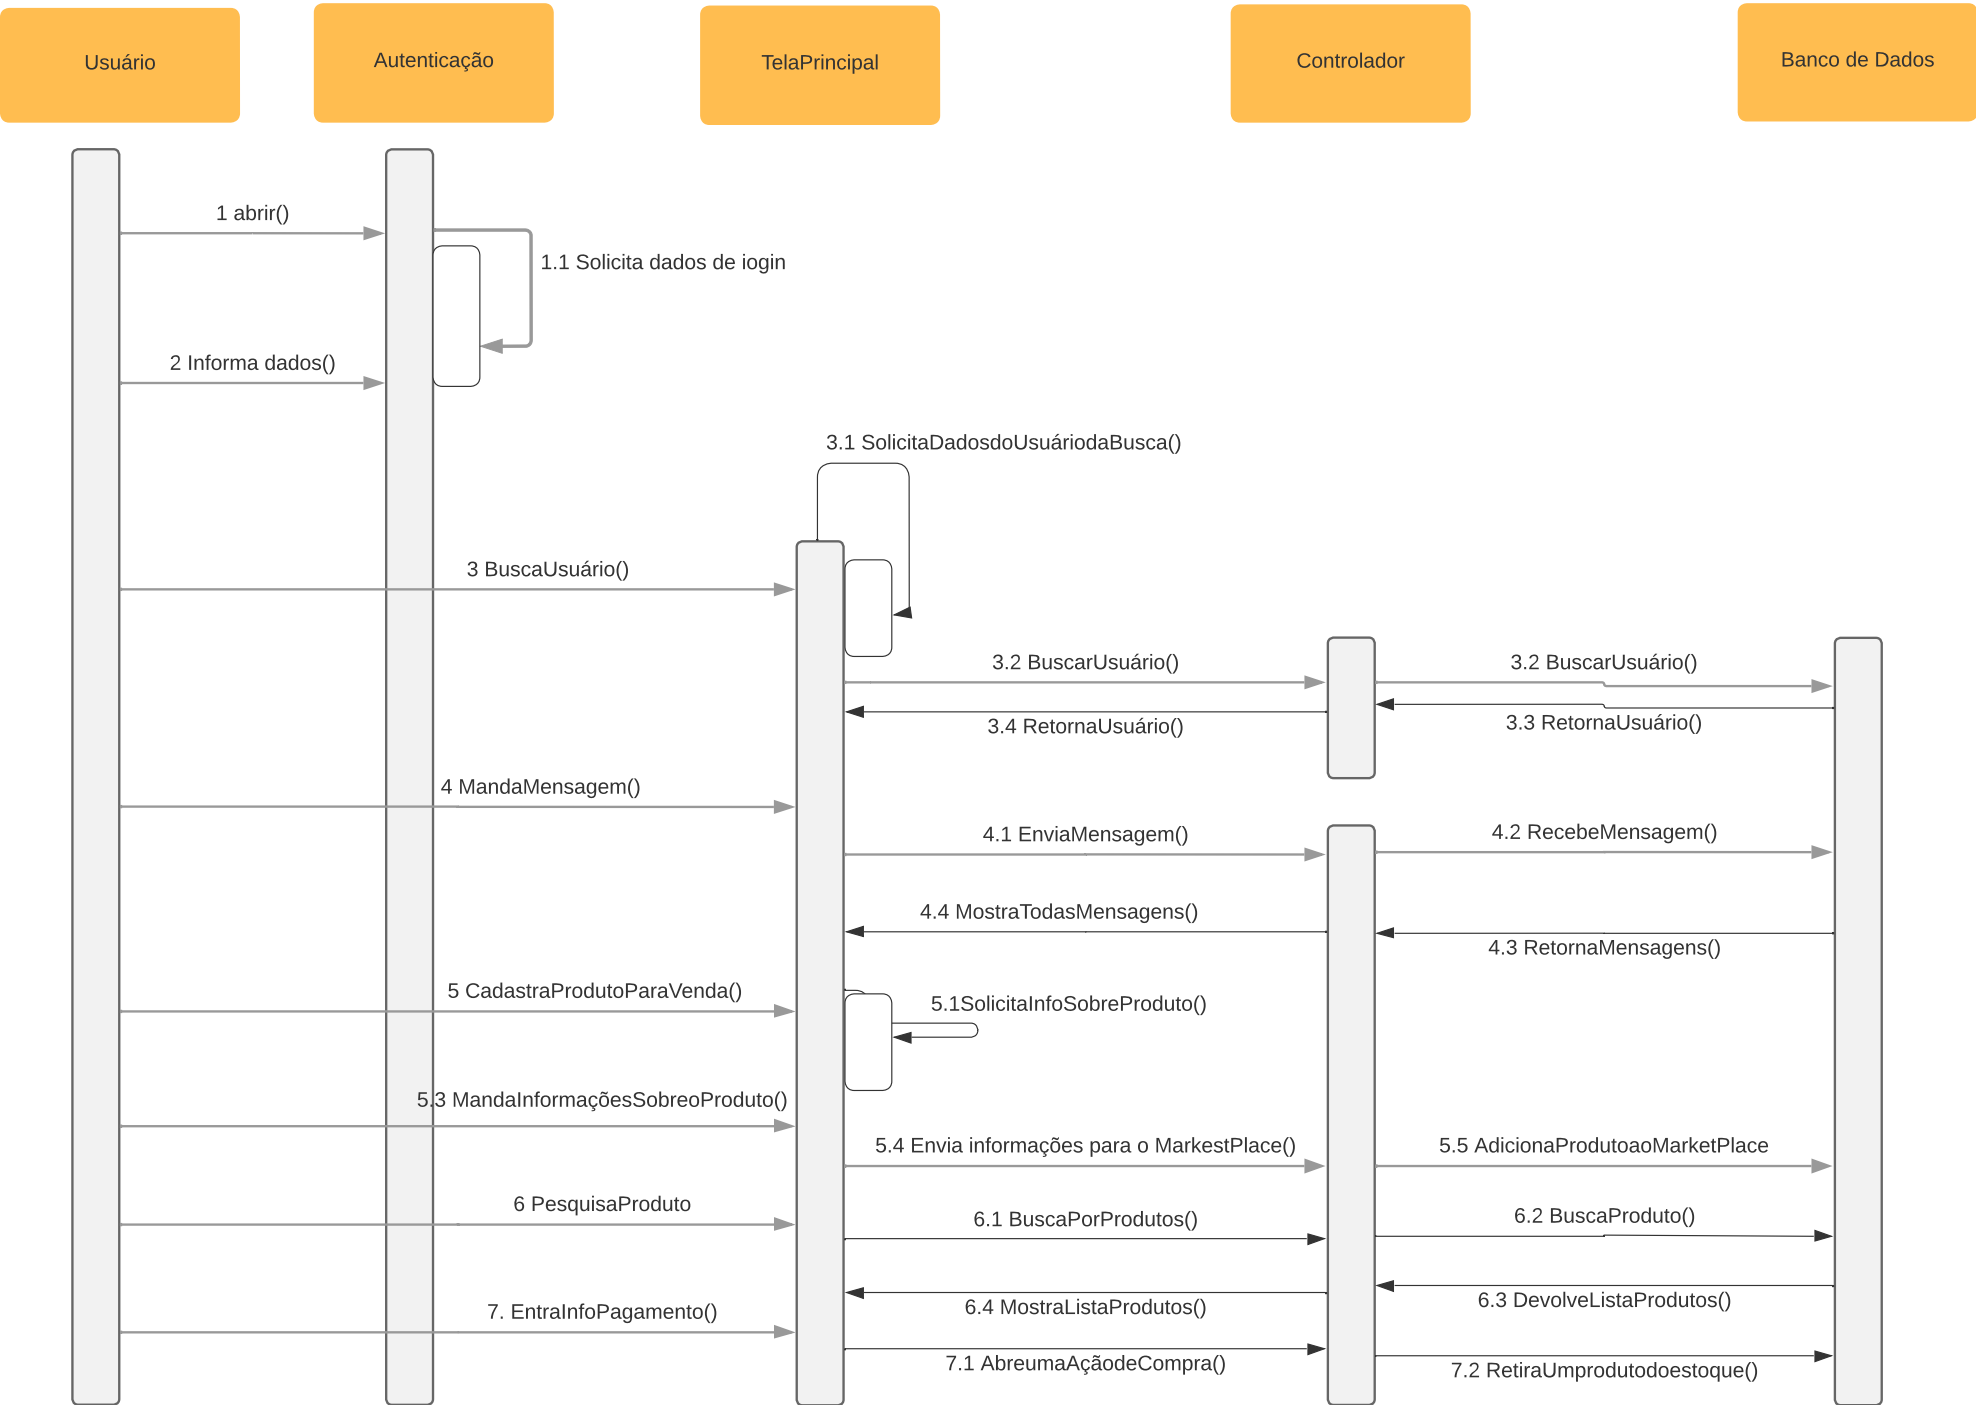 Usuário
Autenticação
TelaPrincipal
Controlador
Banco de Dados
1 abrir()
1.1 Solicita dados de iogin
2 Informa dados()
3.1 SolicitaDadosdoUsuáriodaBusca()
3 BuscaUsuário()
3.2 BuscarUsuário()
3.2 BuscarUsuário()
3.4 RetornaUsuário()
3.3 RetornaUsuário()
4 MandaMensagem()
4.1 EnviaMensagem()
4.2 RecebeMensagem()
4.4 MostraTodasMensagens()
4.3 RetornaMensagens()
5 CadastraProdutoParaVenda()
5.1SolicitaInfoSobreProduto()
5.3 MandaInformaçõesSobreoProduto()
5.4 Envia informações para o MarkestPlace()
5.5 AdicionaProdutoaoMarketPlace
6 PesquisaProduto
6.1 BuscaPorProdutos()
6.2 BuscaProduto()
6.4 MostraListaProdutos()
6.3 DevolveListaProdutos()
7. EntraInfoPagamento()
7.1 AbreumaAçãodeCompra()
7.2 RetiraUmprodutodoestoque()